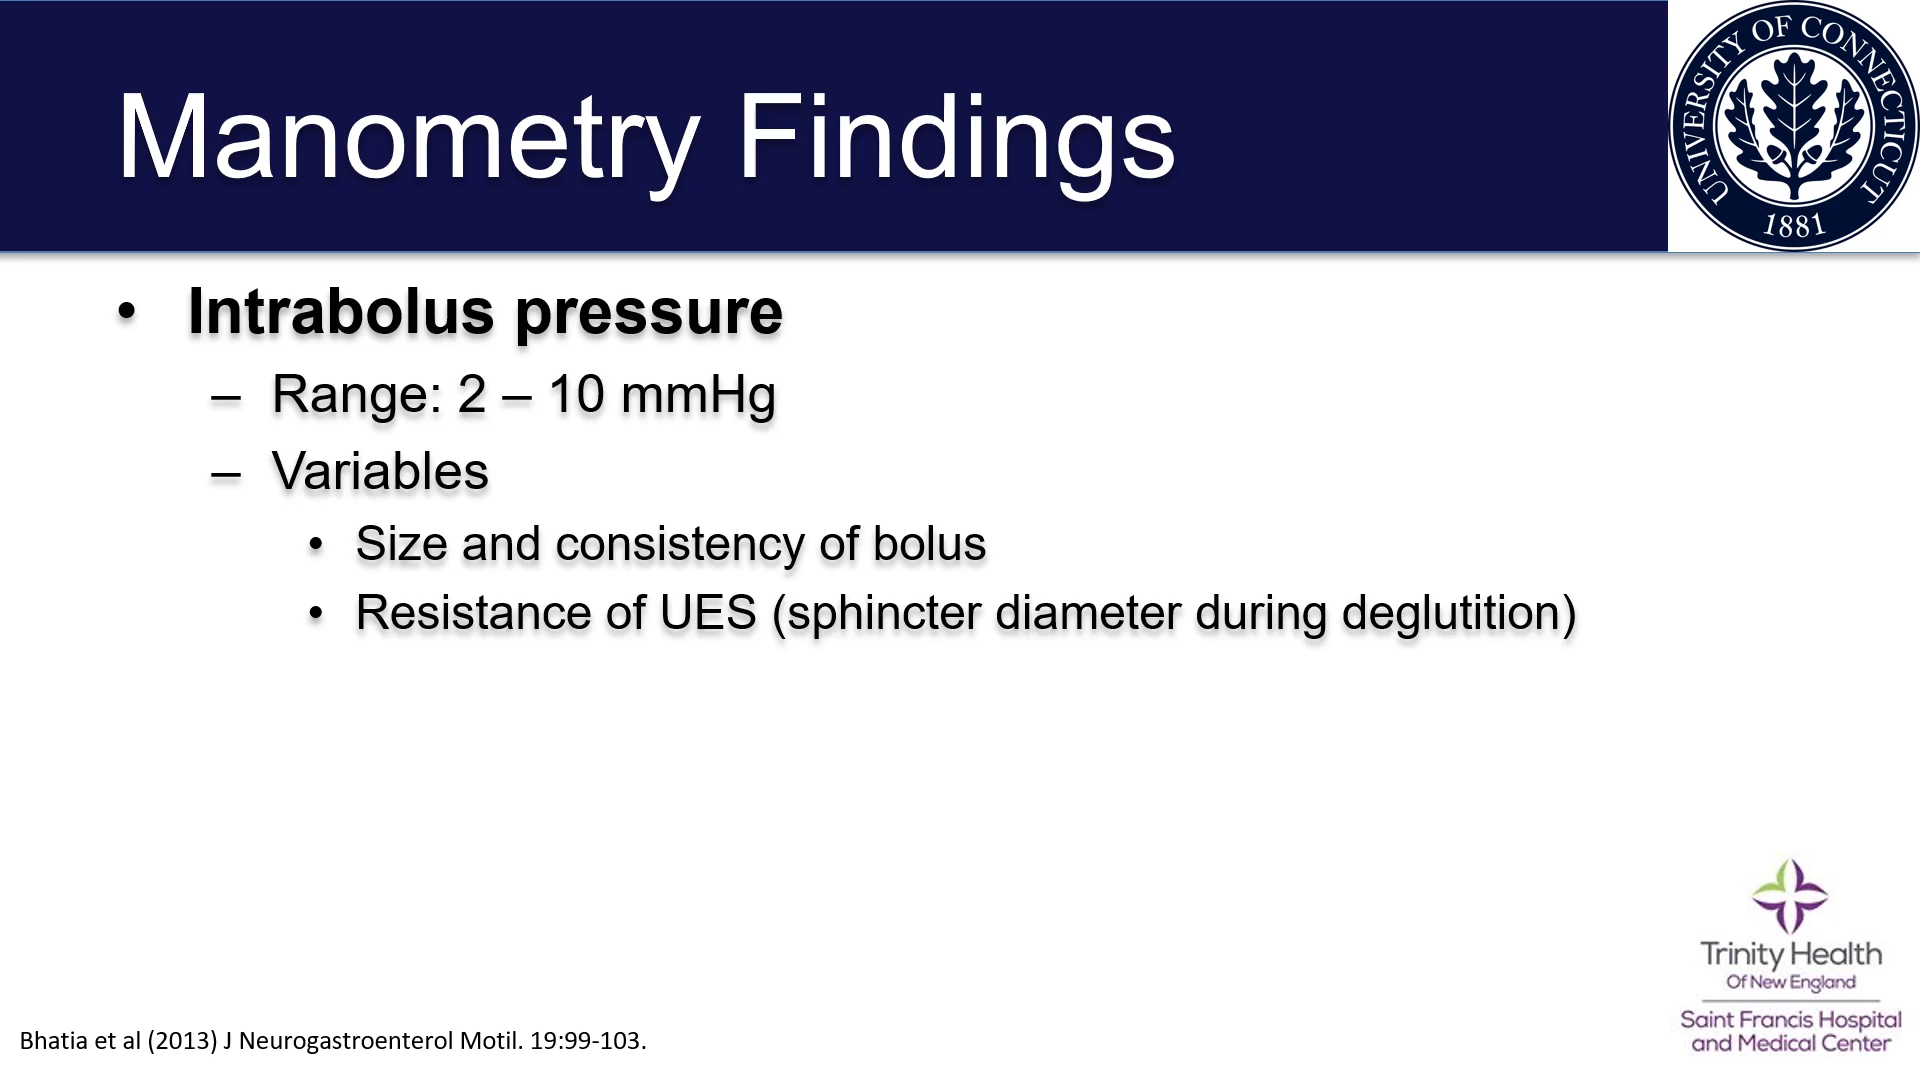 Manometry Findings
UNIVERSITY OF CONNECTICUT
1881
• Intrabolus pressure
– Range: 2 – 10 mmHg
– Variables
• Size and consistency of bolus
• Resistance of UES (sphincter diameter during deglutition)
Trinity Health
Of New England
Saint Francis Hospital
and Medical Center
Bhatia et al (2013) J Neurogastroenterol Motil. 19:99-103.